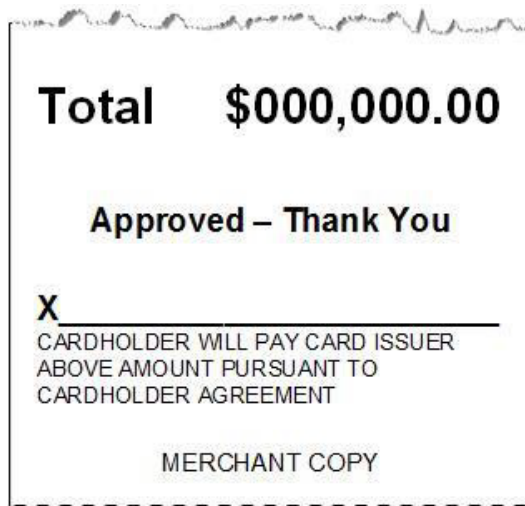 Total $000,000.00
Approved – Thank You
X
CARDHOLDER WILL PAY CARD ISSUER
ABOVE AMOUNT PURSUANT TO
CARDHOLDER AGREEMENT
MERCHANT COPY